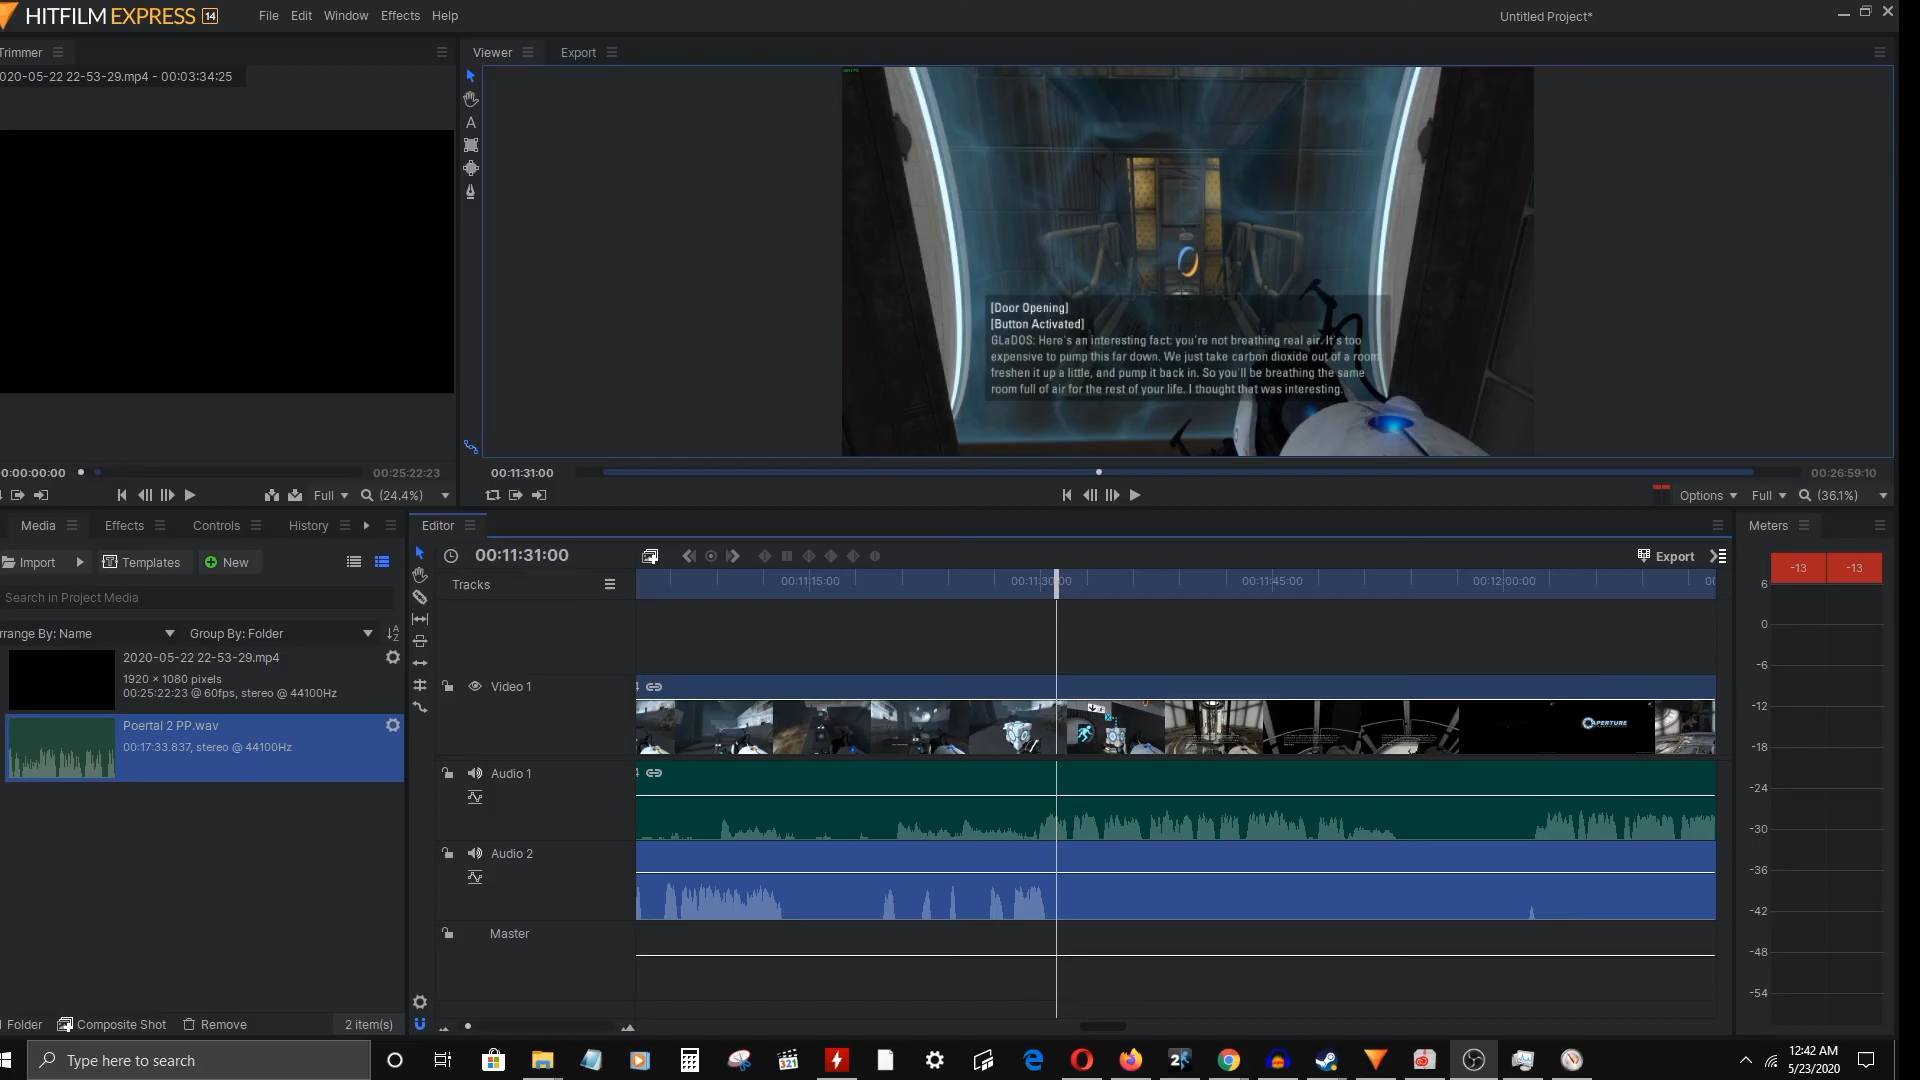 HITFILM EXPRESS 14
File Edit Window Effects Help
Untitled Project*
Trimmer
Viewer
Export
020-05-22 22-53-29.mp4 - 00:03:34:25
[Door Opening]
[Button Activated]
GLaDOS: Here's an interesting fact: you're not breathing real air. It's too
expensive to pump this far down. We just take carbon dioxide out of a room
freshen it up a little, and pump it back in. So you'll be breathing the same
room full of air for the rest of your life. I thought that was interesting.
0:00:00:00
00:25:22:23
00:11:31:00
00:26:59:10
Full
(24.4%)
Options
Full
(36.1%)
Media
Effects
Controls
History
Editor
Meters
Import
Templates
New
00:11:31:00
Export
Search in Project Media
Tracks
00:11:15:00
00:11:30:00
00:11:45:00
00:12:00:00
00
rrange By: Name
Group By: Folder
2020-05-22 22-53-29.mp4
1920 × 1080 pixels
00:25:22:23 @ 60fps, stereo @ 44100Hz
Poertal 2 PP.wav
00:17:33.837, stereo @ 44100Hz
Video 1
4
APERTURE
Audio 1
4
Audio 2
Master
-13 -13
6
0
-6
-12
-18
-24
-30
-36
-42
-48
-54
Folder
Composite Shot
Remove
2 item(s)
Type here to search
321
2
12:42 AM
5/23/2020